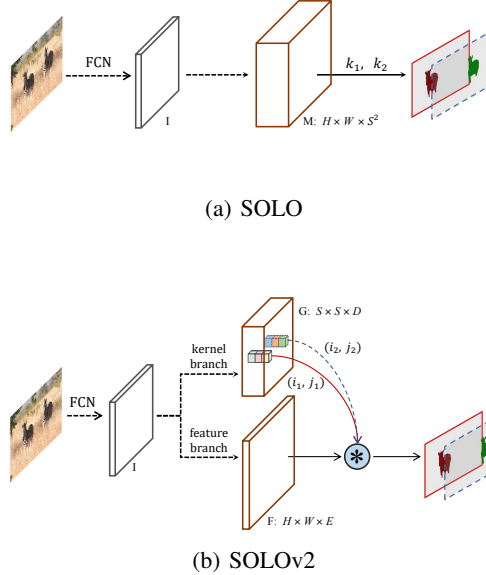 FCN
k₁, k₂
I
M: H × W × S²
(a) SOLO
G: S × S × D
kernel
branch
(i₂, j₂)
(i₁, j₁)
FCN
feature
branch
I
*
F: H × W × E
(b) SOLOv2